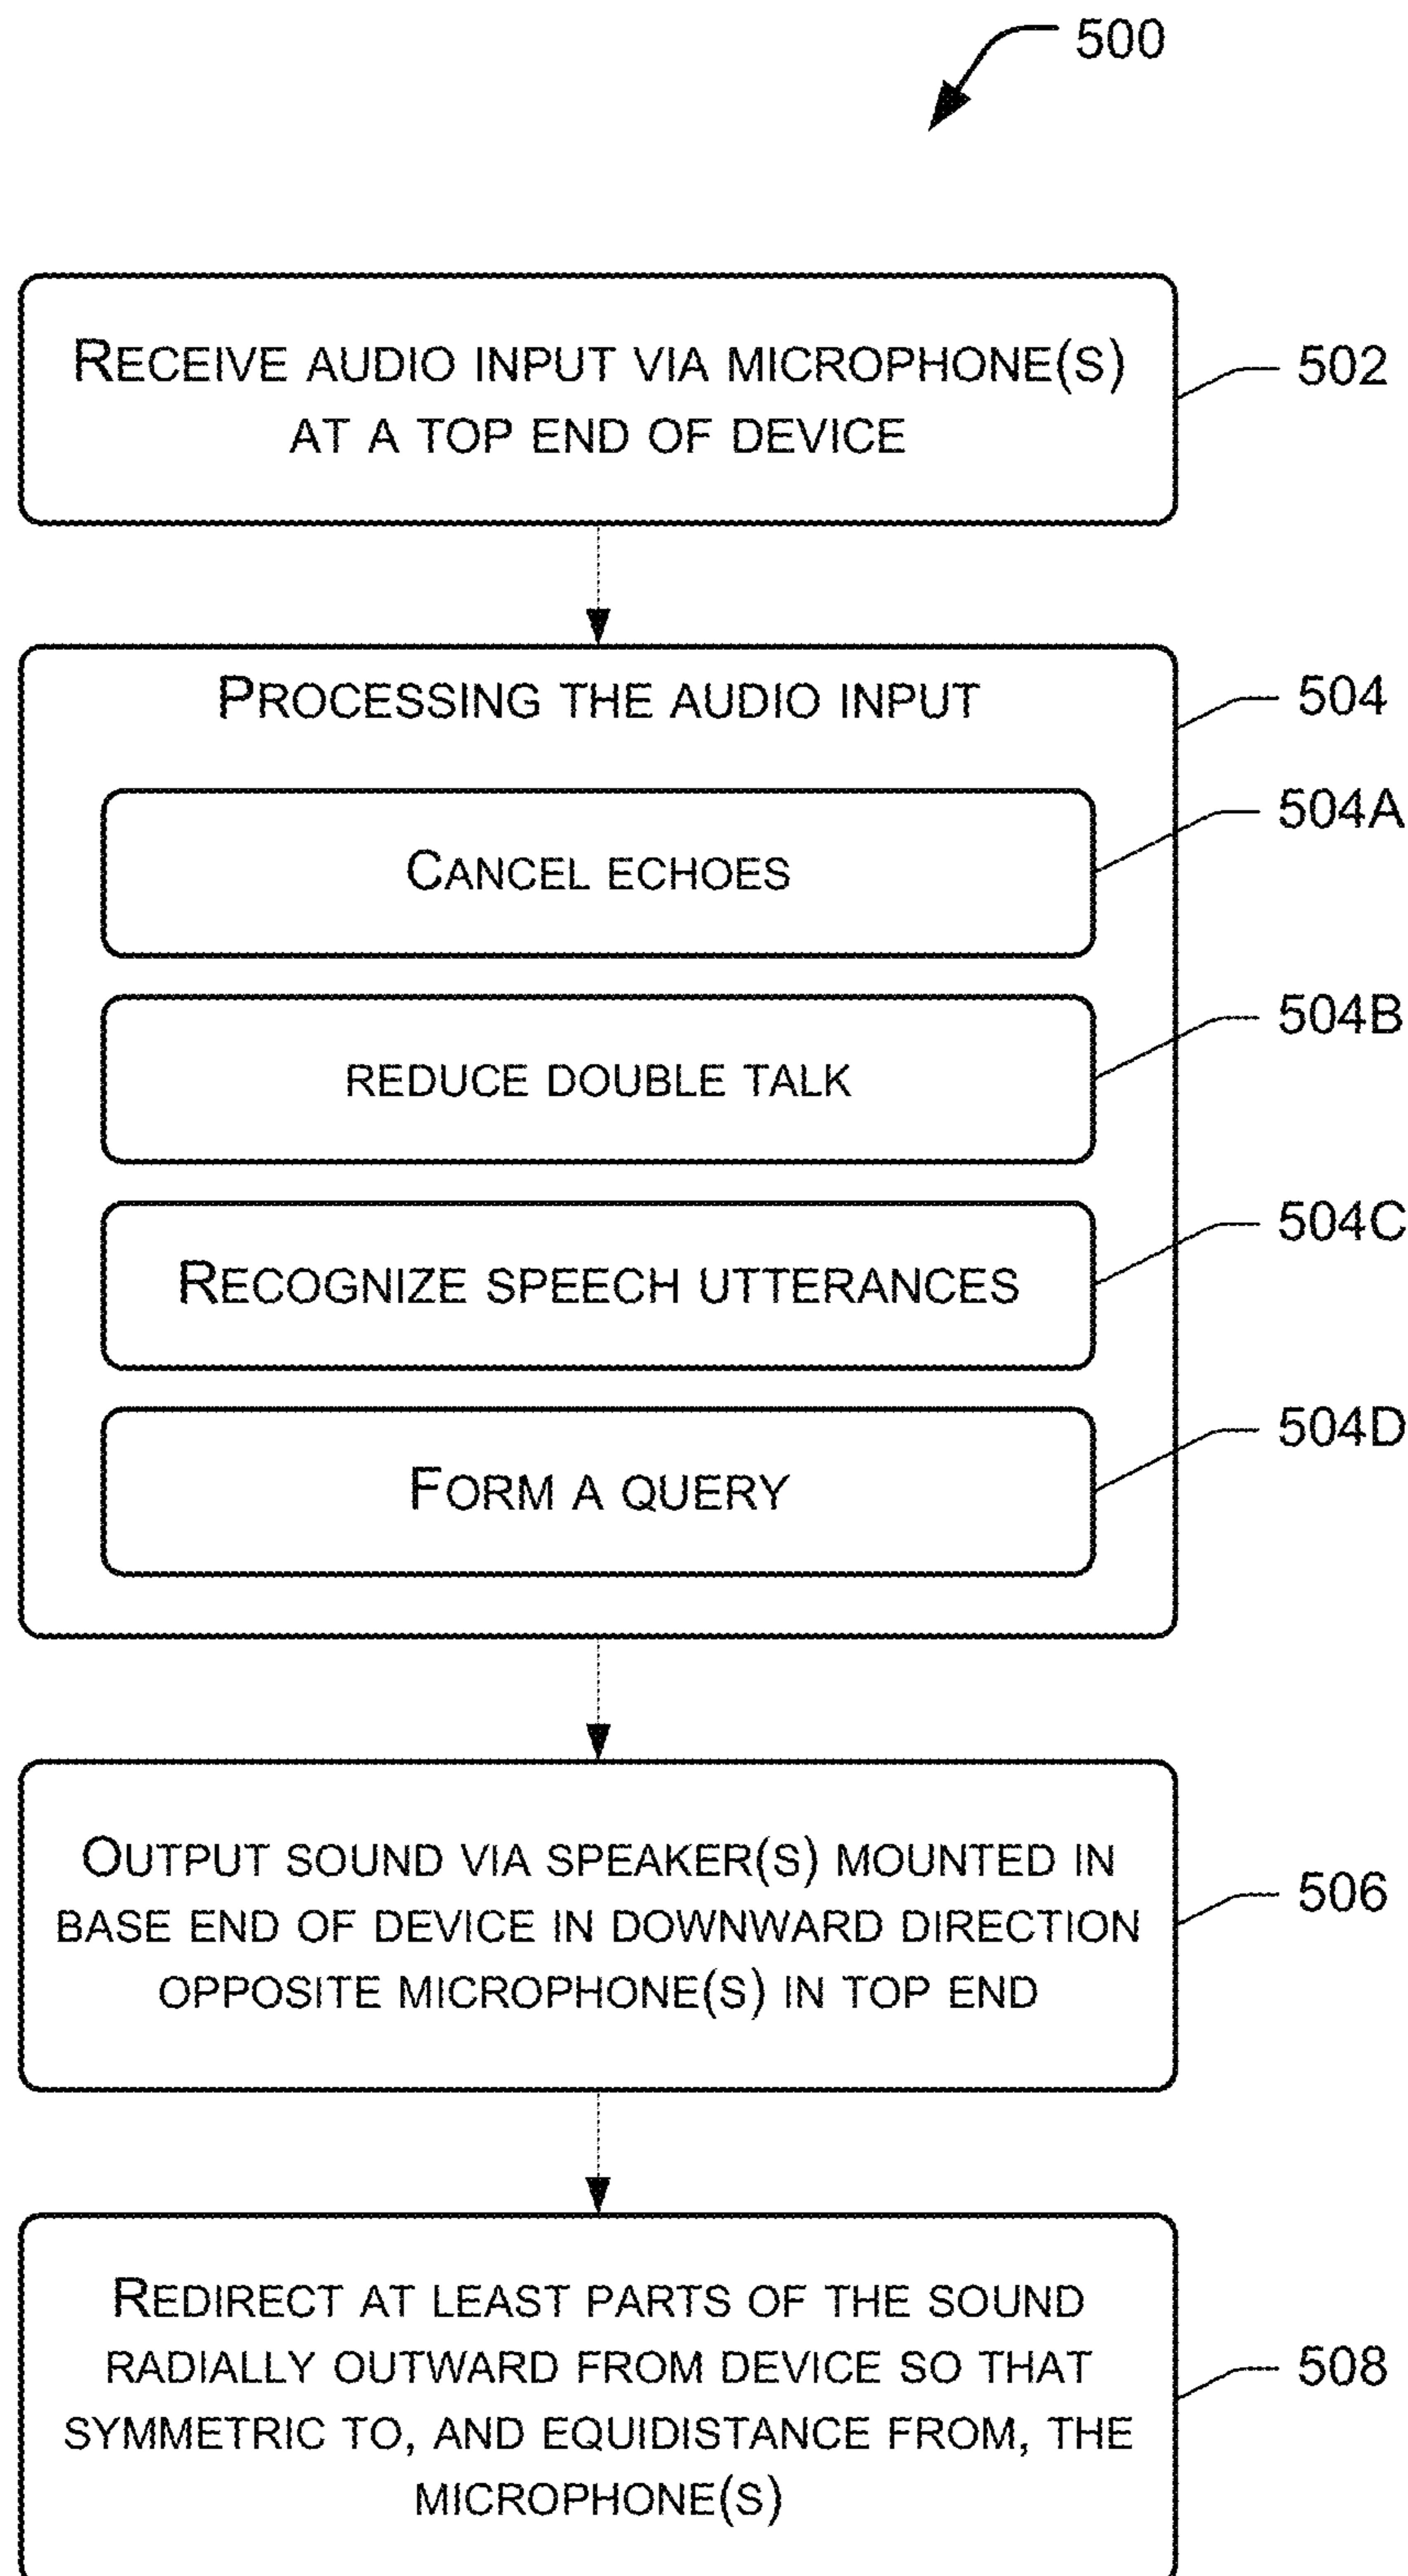 500
RECEIVE AUDIO INPUT VIA MICROPHONE(S)
AT A TOP END OF DEVICE
502
PROCESSING THE AUDIO INPUT
504
CANCEL ECHOES
504A
REDUCE DOUBLE TALK
504B
RECOGNIZE SPEECH UTTERANCES
504C
FORM A QUERY
504D
OUTPUT SOUND VIA SPEAKER(S) MOUNTED IN
BASE END OF DEVICE IN DOWNWARD DIRECTION
OPPOSITE MICROPHONE(S) IN TOP END
506
REDIRECT AT LEAST PARTS OF THE SOUND
RADIALLY OUTWARD FROM DEVICE SO THAT
SYMMETRIC TO, AND EQUIDISTANCE FROM, THE
MICROPHONE(S)
508